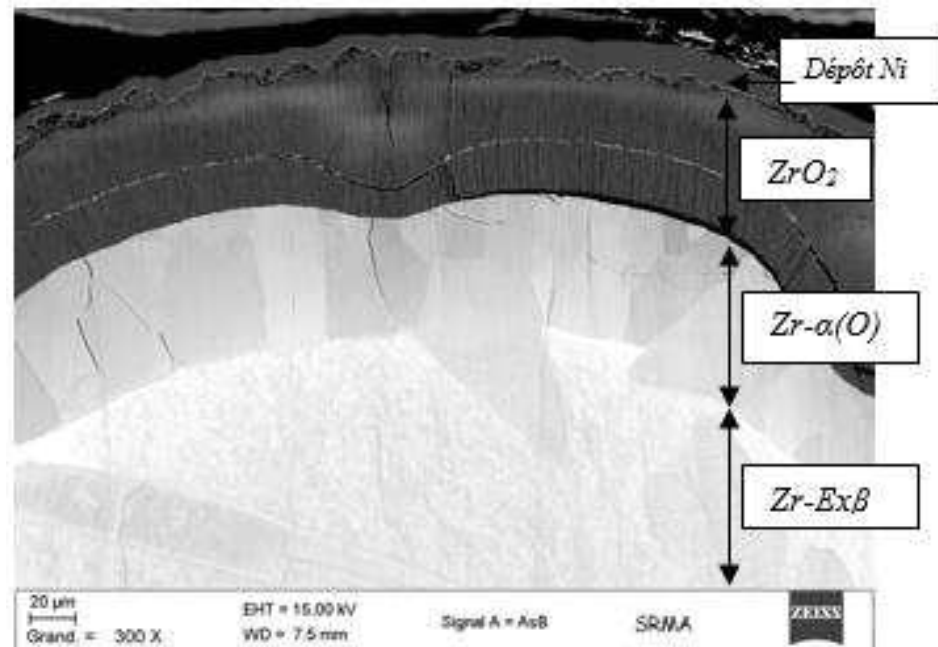 Dépôt Ni
ZrO2
Zr-α(O)
Zr-Exβ
20 µm
Grand. = 300 X
EHT = 15.00 kV
WD = 7.5 mm
Signal A = AsB
SRMA
ZEISS